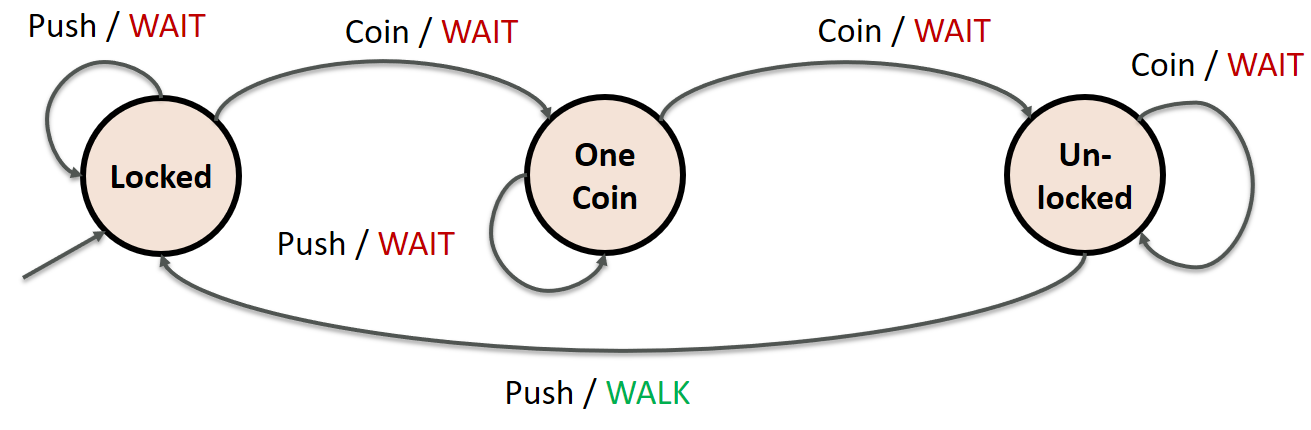 Push / WAIT
Coin / WAIT
Coin / WAIT
Coin / WAIT
Locked
One
Coin
Un-
locked
Push / WAIT
Push / WALK